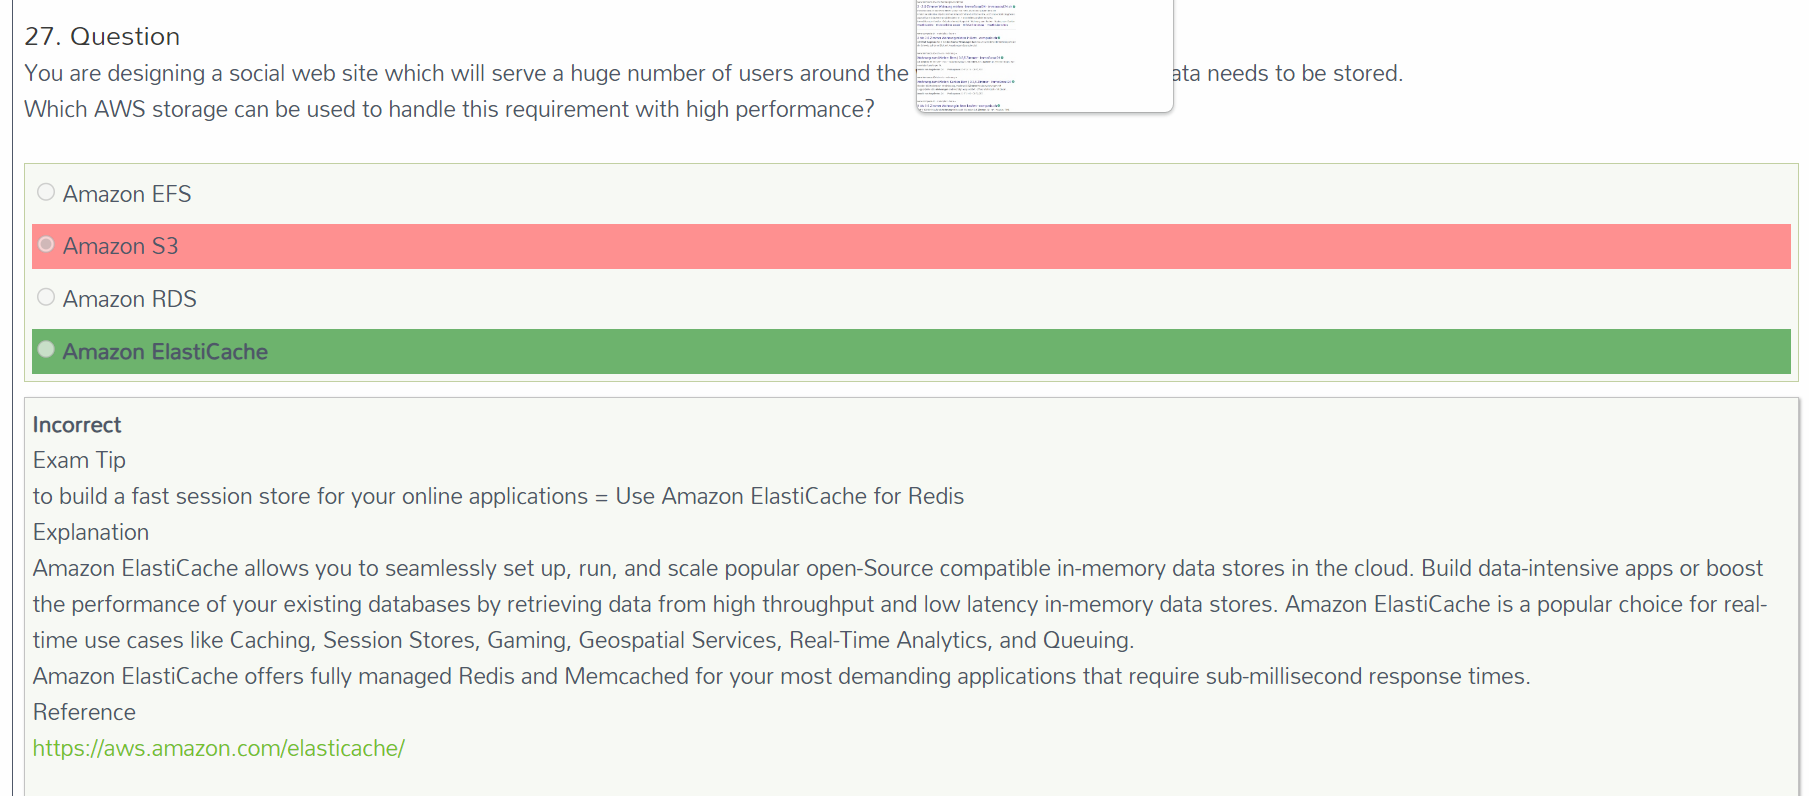 27. Question
You are designing a social web site which will serve a huge number of users around the ata needs to be stored.
Which AWS storage can be used to handle this requirement with high performance?
Amazon EFS
Amazon S3
Amazon RDS
Amazon ElastiCache
Incorrect
Exam Tip
to build a fast session store for your online applications = Use Amazon ElastiCache for Redis
Explanation
Amazon ElastiCache allows you to seamlessly set up, run, and scale popular open-Source compatible in-memory data stores in the cloud. Build data-intensive apps or boost
the performance of your existing databases by retrieving data from high throughput and low latency in-memory data stores. Amazon ElastiCache is a popular choice for real-
time use cases like Caching, Session Stores, Gaming, Geospatial Services, Real-Time Analytics, and Queuing.
Amazon ElastiCache offers fully managed Redis and Memcached for your most demanding applications that require sub-millisecond response times.
Reference
https://aws.amazon.com/elasticache/